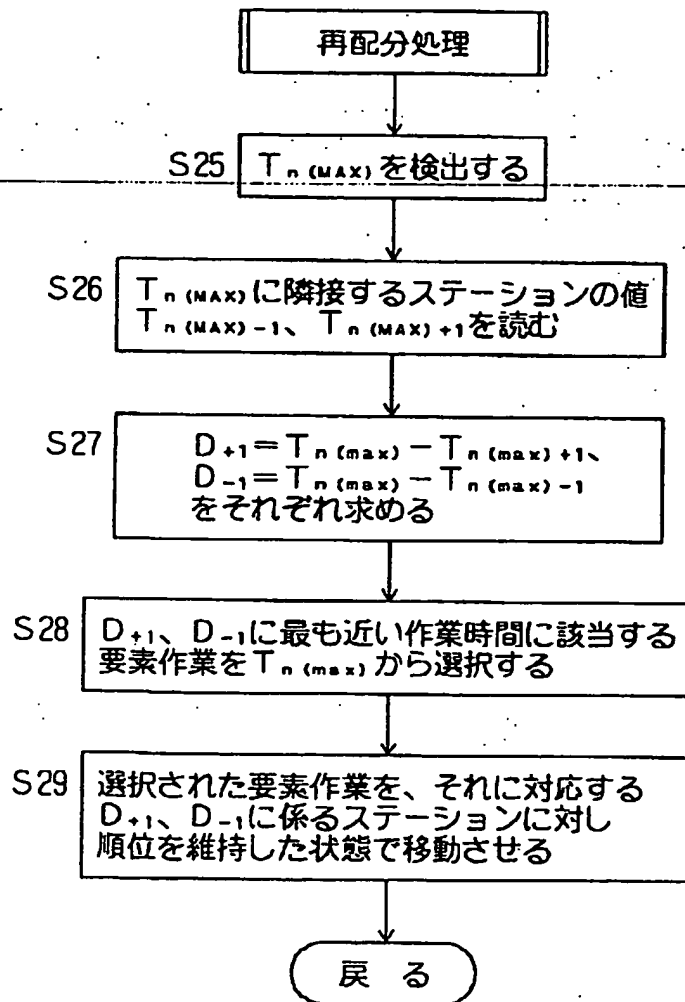 再配分処理
S25 Tn(MAX)を検出する
S26 Tn(MAX)に隣接するステーションの値
Tn(MAX)-1、Tn(MAX)+1を読む
S27 D+1=Tn(max)-Tn(max)+1、
D-1=Tn(max)-Tn(max)-1
をそれぞれ求める
S28 D+1、D-1に最も近い作業時間に該当する
要素作業をTn(max)から選択する
S29 選択された要素作業を、それに対応する
D+1、D-1に係るステーションに対し
順位を維持した状態で移動させる
戻る